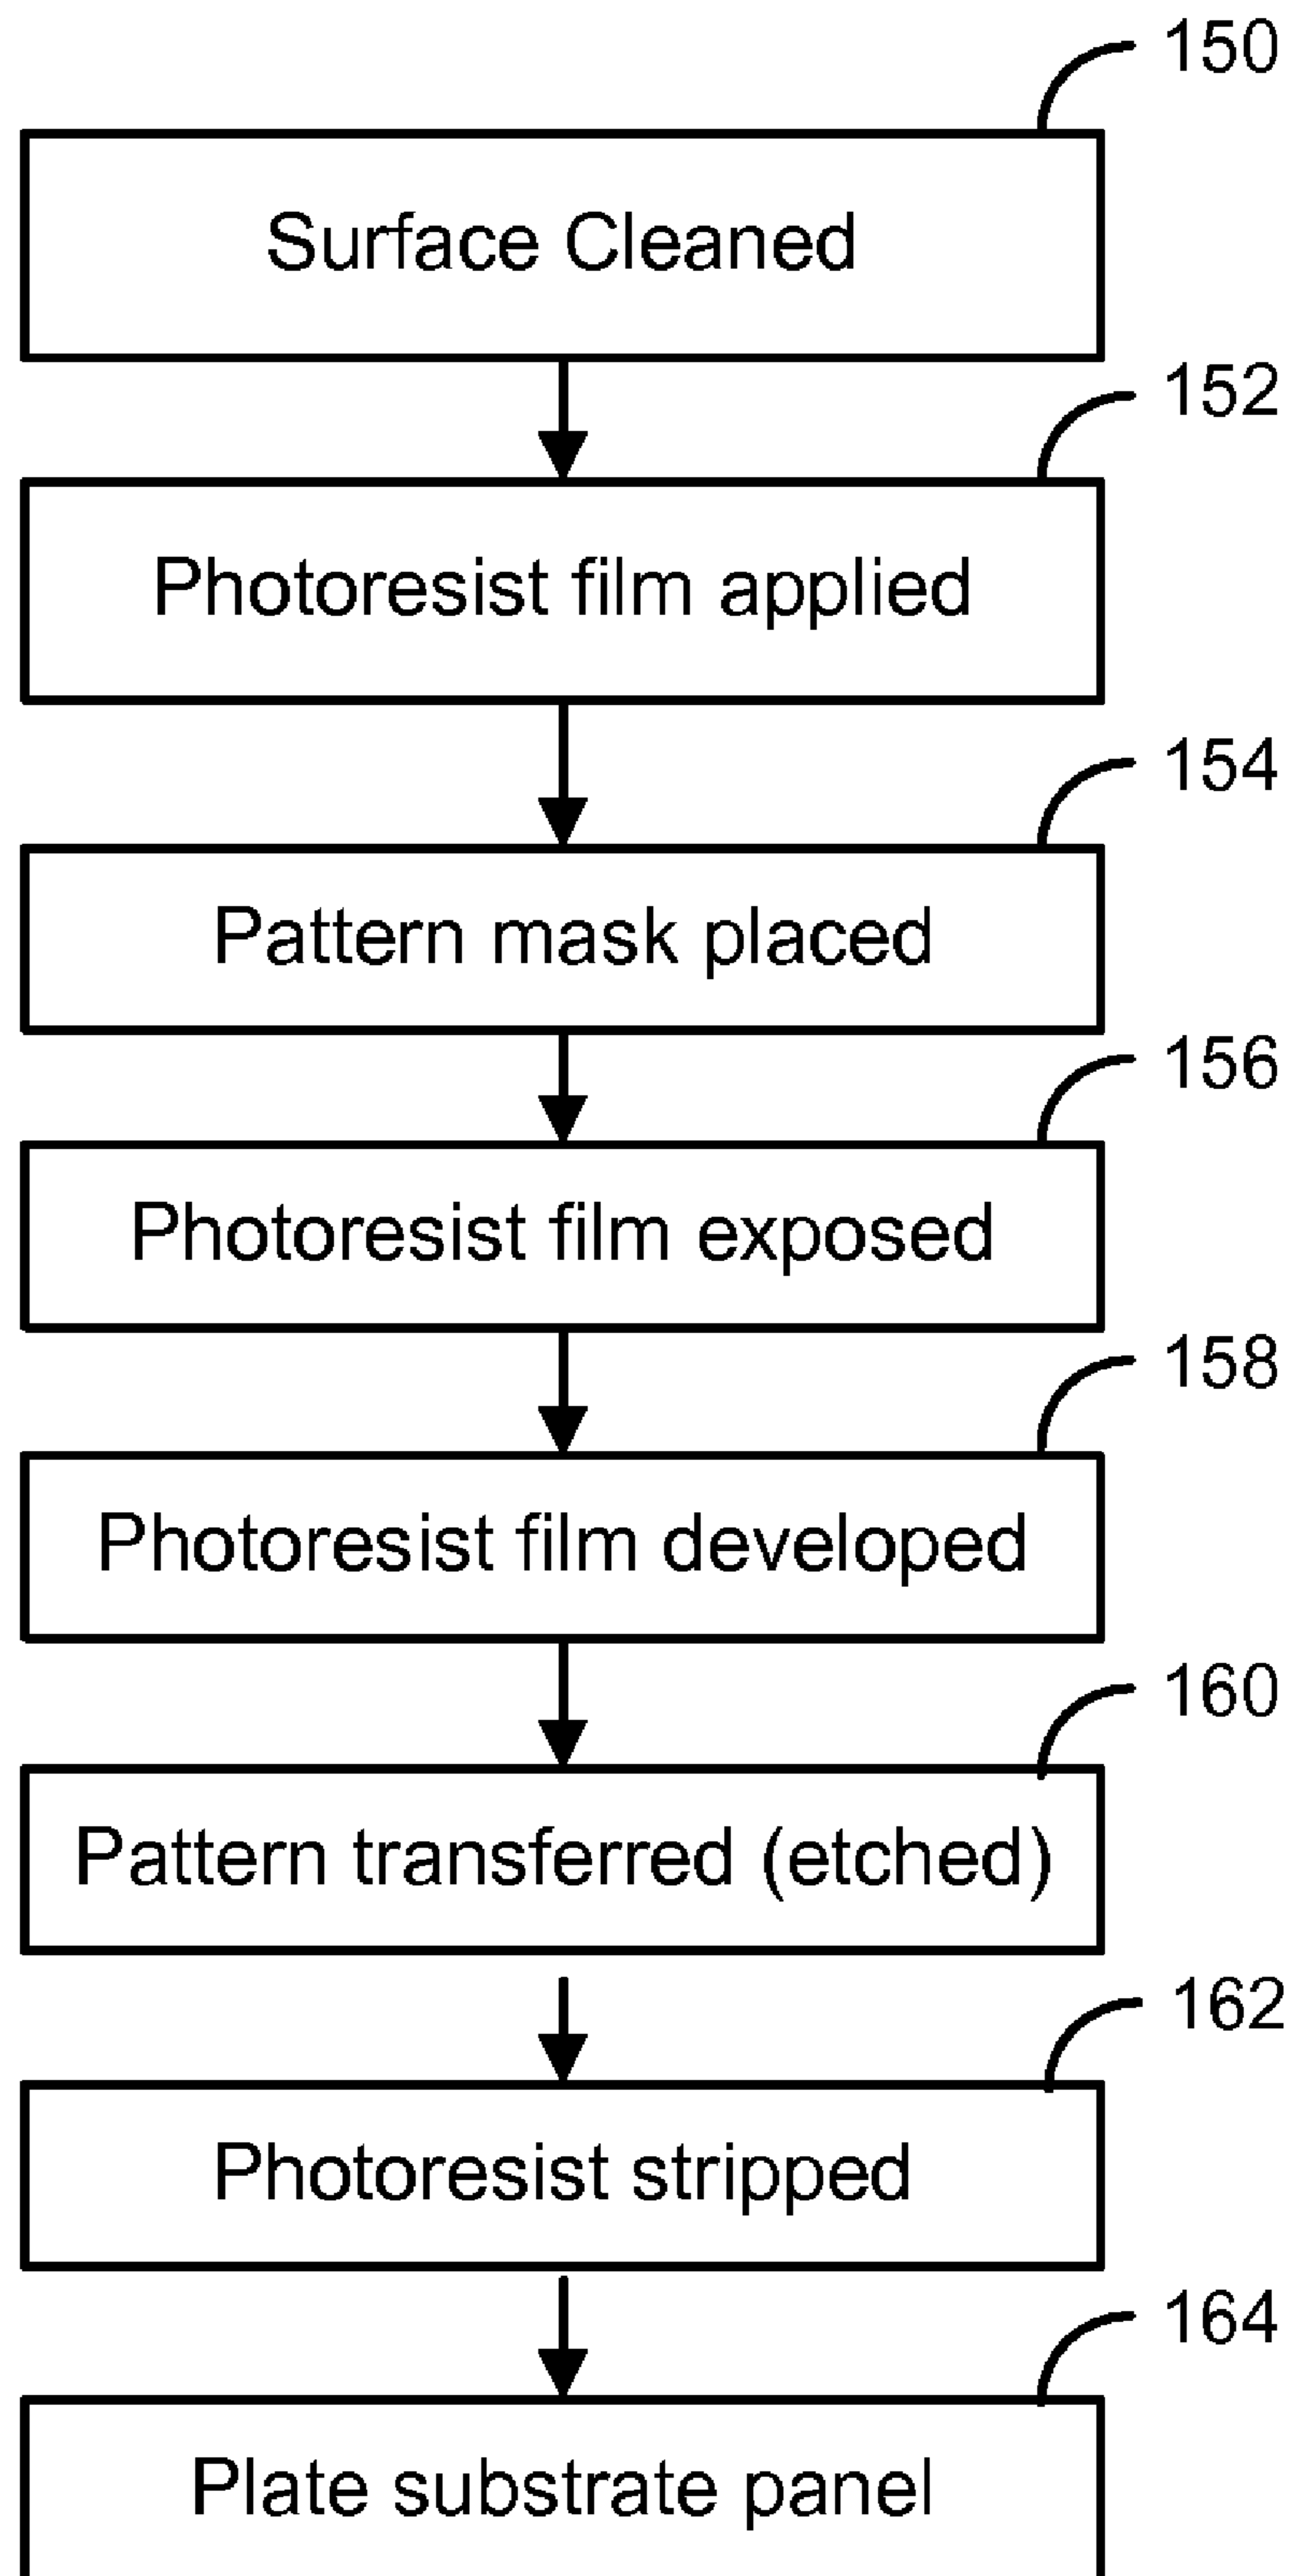 150
Surface Cleaned
152
Photoresist film applied
154
Pattern mask placed
156
Photoresist film exposed
158
Photoresist film developed
160
Pattern transferred (etched)
162
Photoresist stripped
164
Plate substrate panel